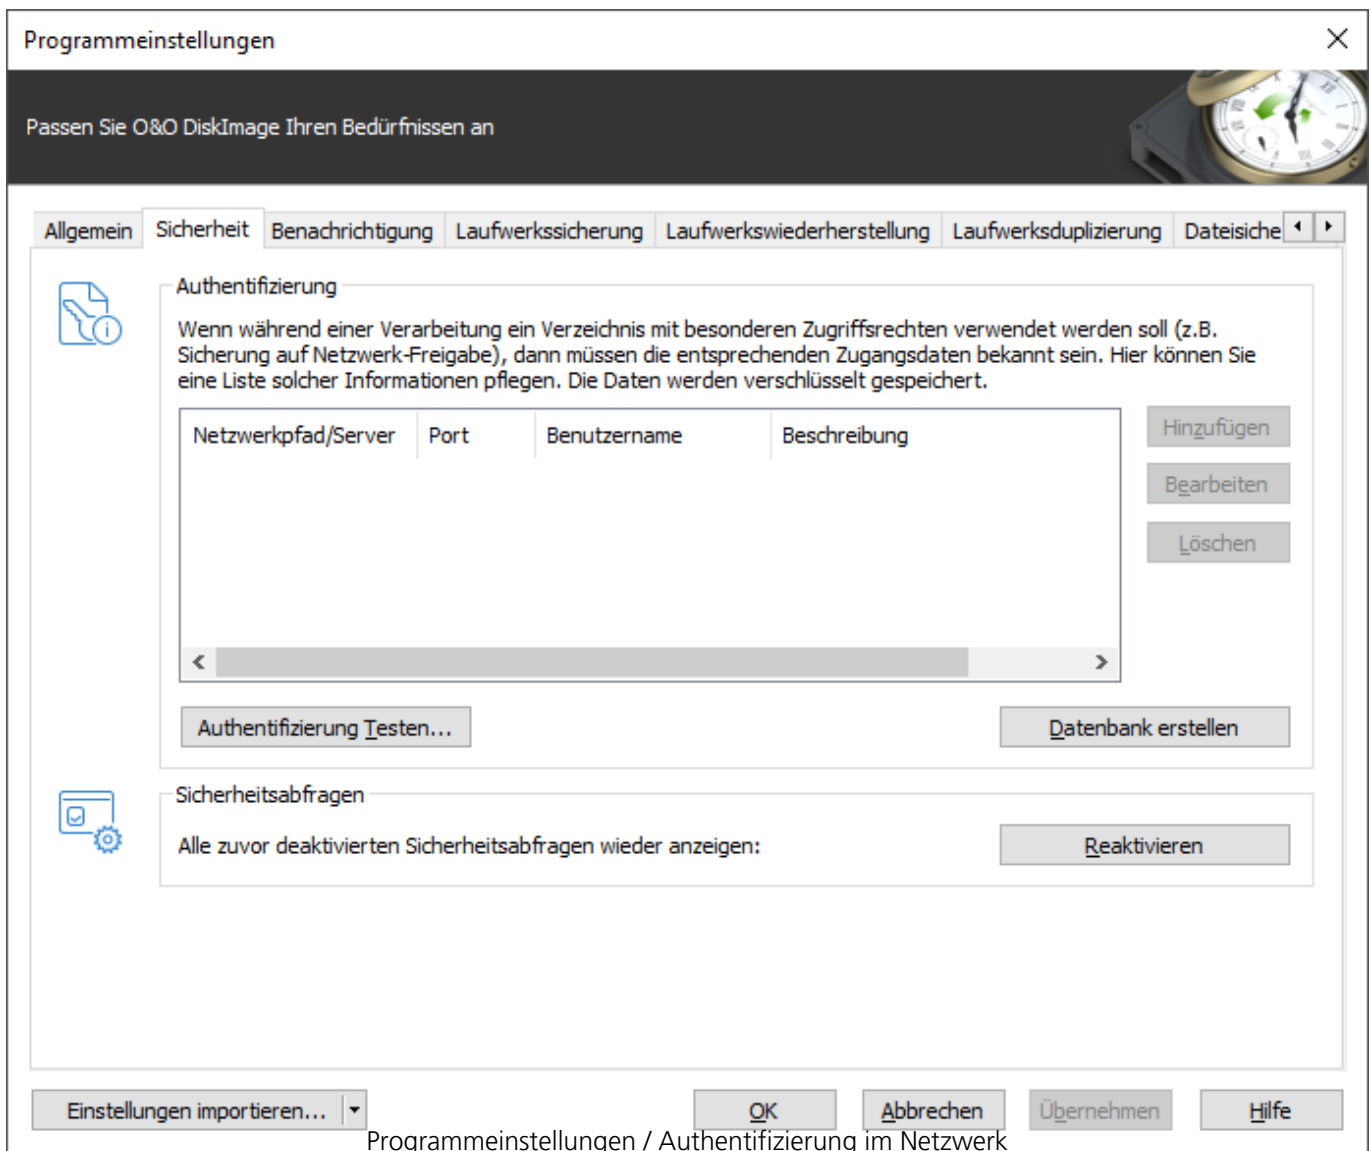 Programmeinstellungen
Passen Sie O&O DiskImage Ihren Bedürfnissen an
Allgemein Sicherheit Benachrichtigung Laufwerkssicherung Laufwerkswiederherstellung Laufwerksduplizierung Dateisiche
Authentifizierung
Wenn während einer Verarbeitung ein Verzeichnis mit besonderen Zugriffsrechten verwendet werden soll (z.B.
Sicherung auf Netzwerk-Freigabe), dann müssen die entsprechenden Zugangsdaten bekannt sein. Hier können Sie
eine Liste solcher Informationen pflegen. Die Daten werden verschlüsselt gespeichert.
Netzwerkpfad/Server Port Benutzername Beschreibung
Hinzufügen
Bearbeiten
Löschen
Authentifizierung Testen... Datenbank erstellen
Sicherheitsabfragen
Alle zuvor deaktivierten Sicherheitsabfragen wieder anzeigen: Reaktivieren
Einstellungen importieren... OK Abbrechen Übernehmen Hilfe
Programmeinstellungen / Authentifizierung im Netzwerk